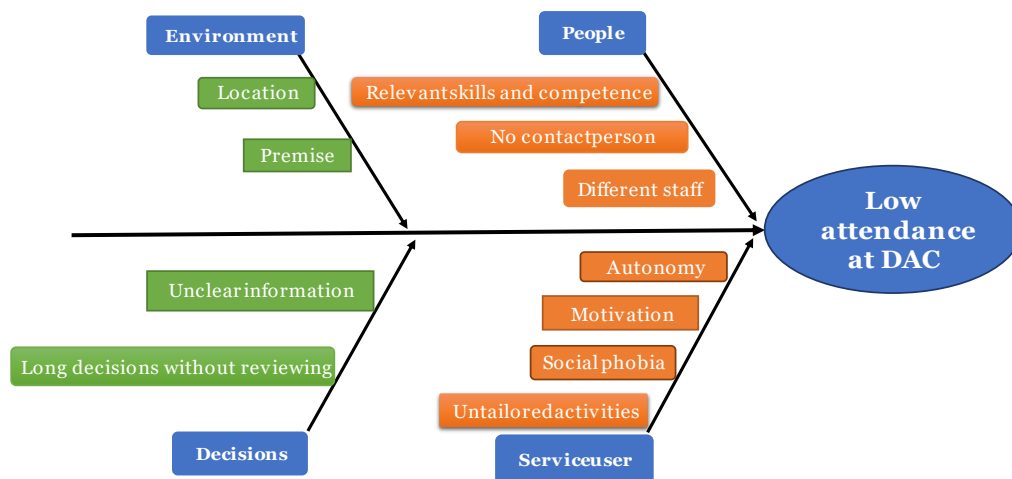 Environment
People
Location
Relevantskills and competence
No contactperson
Premise
Different staff
Low
attendance
at DAC
Autonomy
Unclearinformation
Motivation
Socialphobia
Long decisions without reviewing
Untailoredactivities
Decisions
Serviceuser